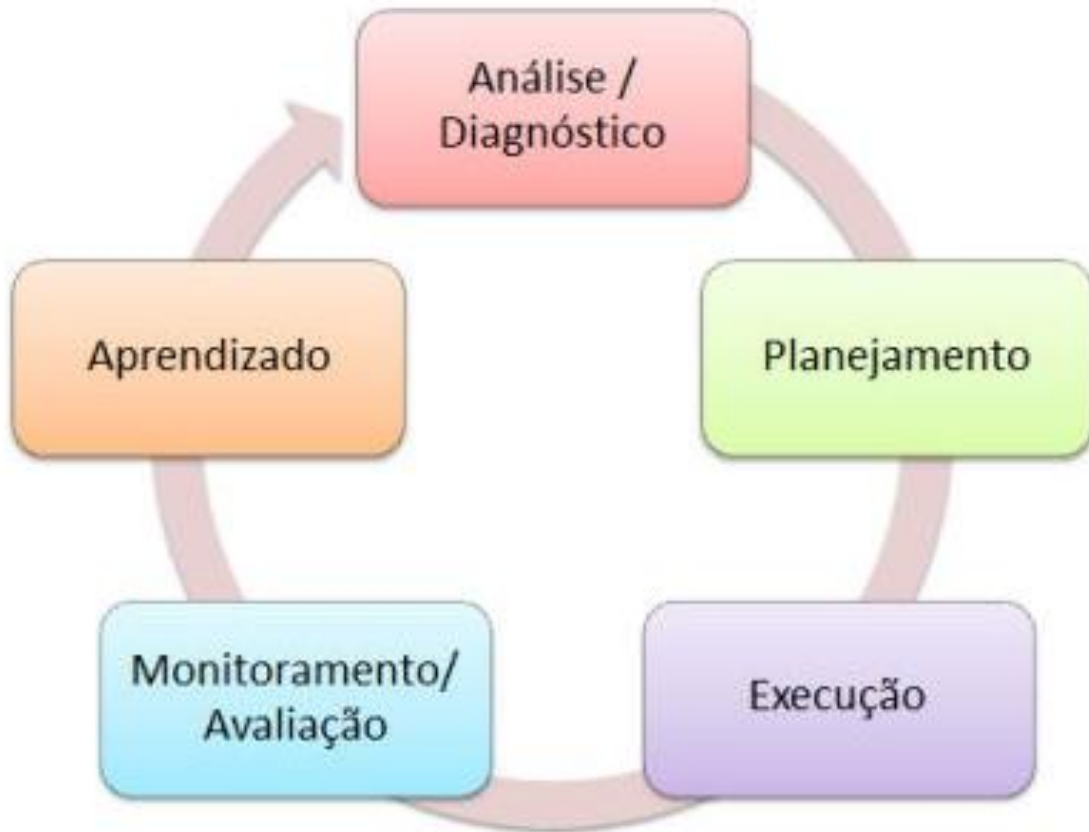 Análise /
Diagnóstico
Planejamento
Execução
Monitoramento/
Avaliação
Aprendizado